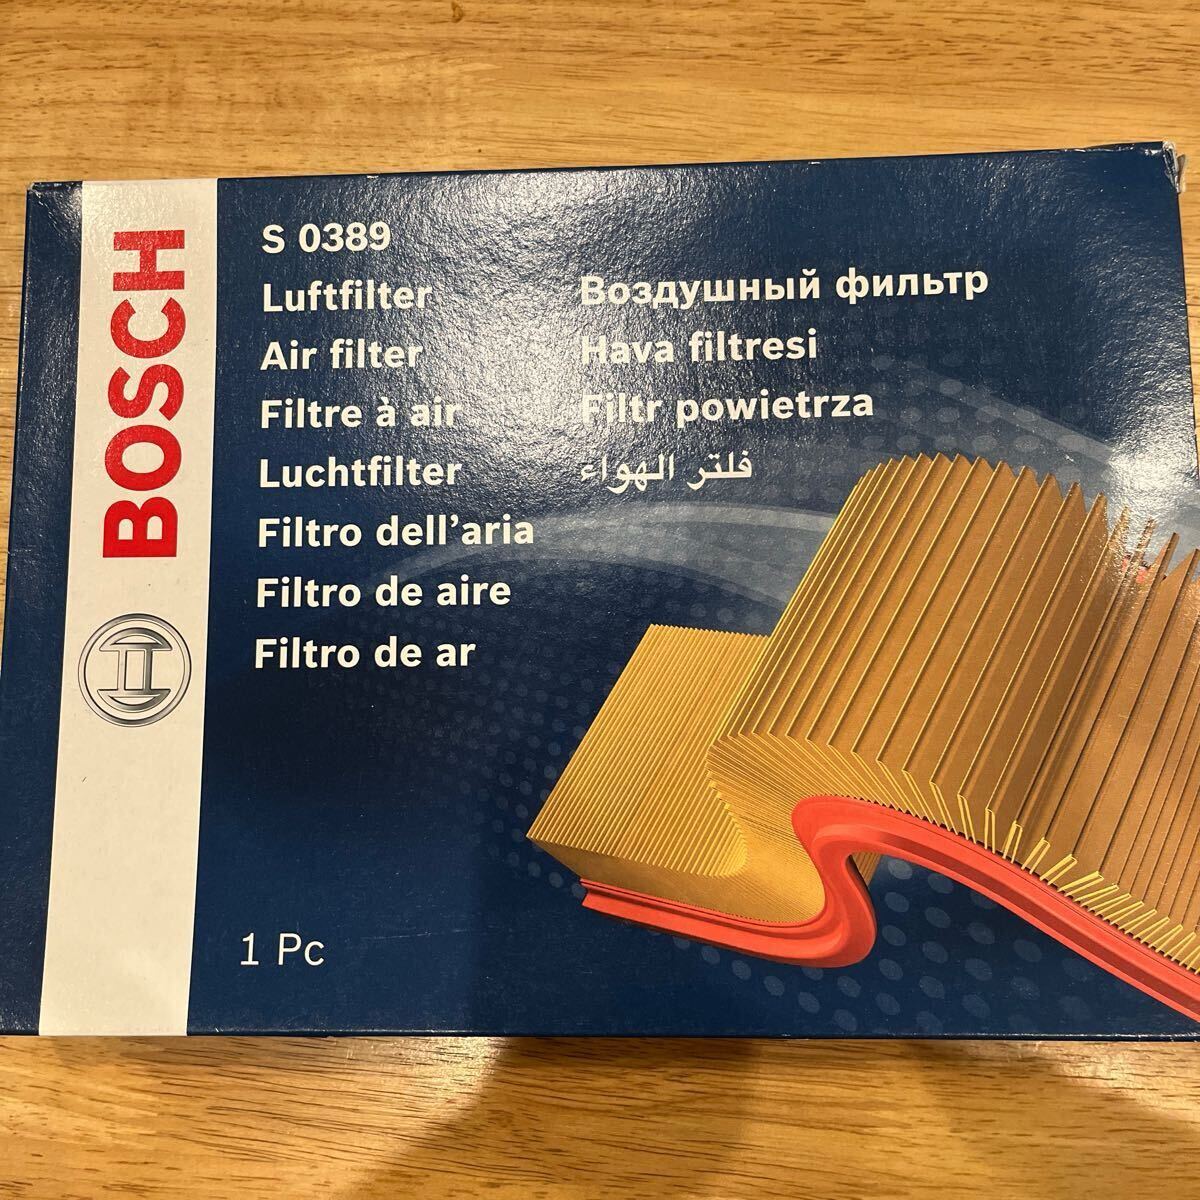 BOSCH
S 0389
Luftfilter
Air filter
Filtre à air
Luchtfilter
Filtro dell'aria
Filtro de aire
Filtro de ar
Воздушный фильтр
Hava filtresi
Filtr powietrza
فلتر الهواء
1 Pc